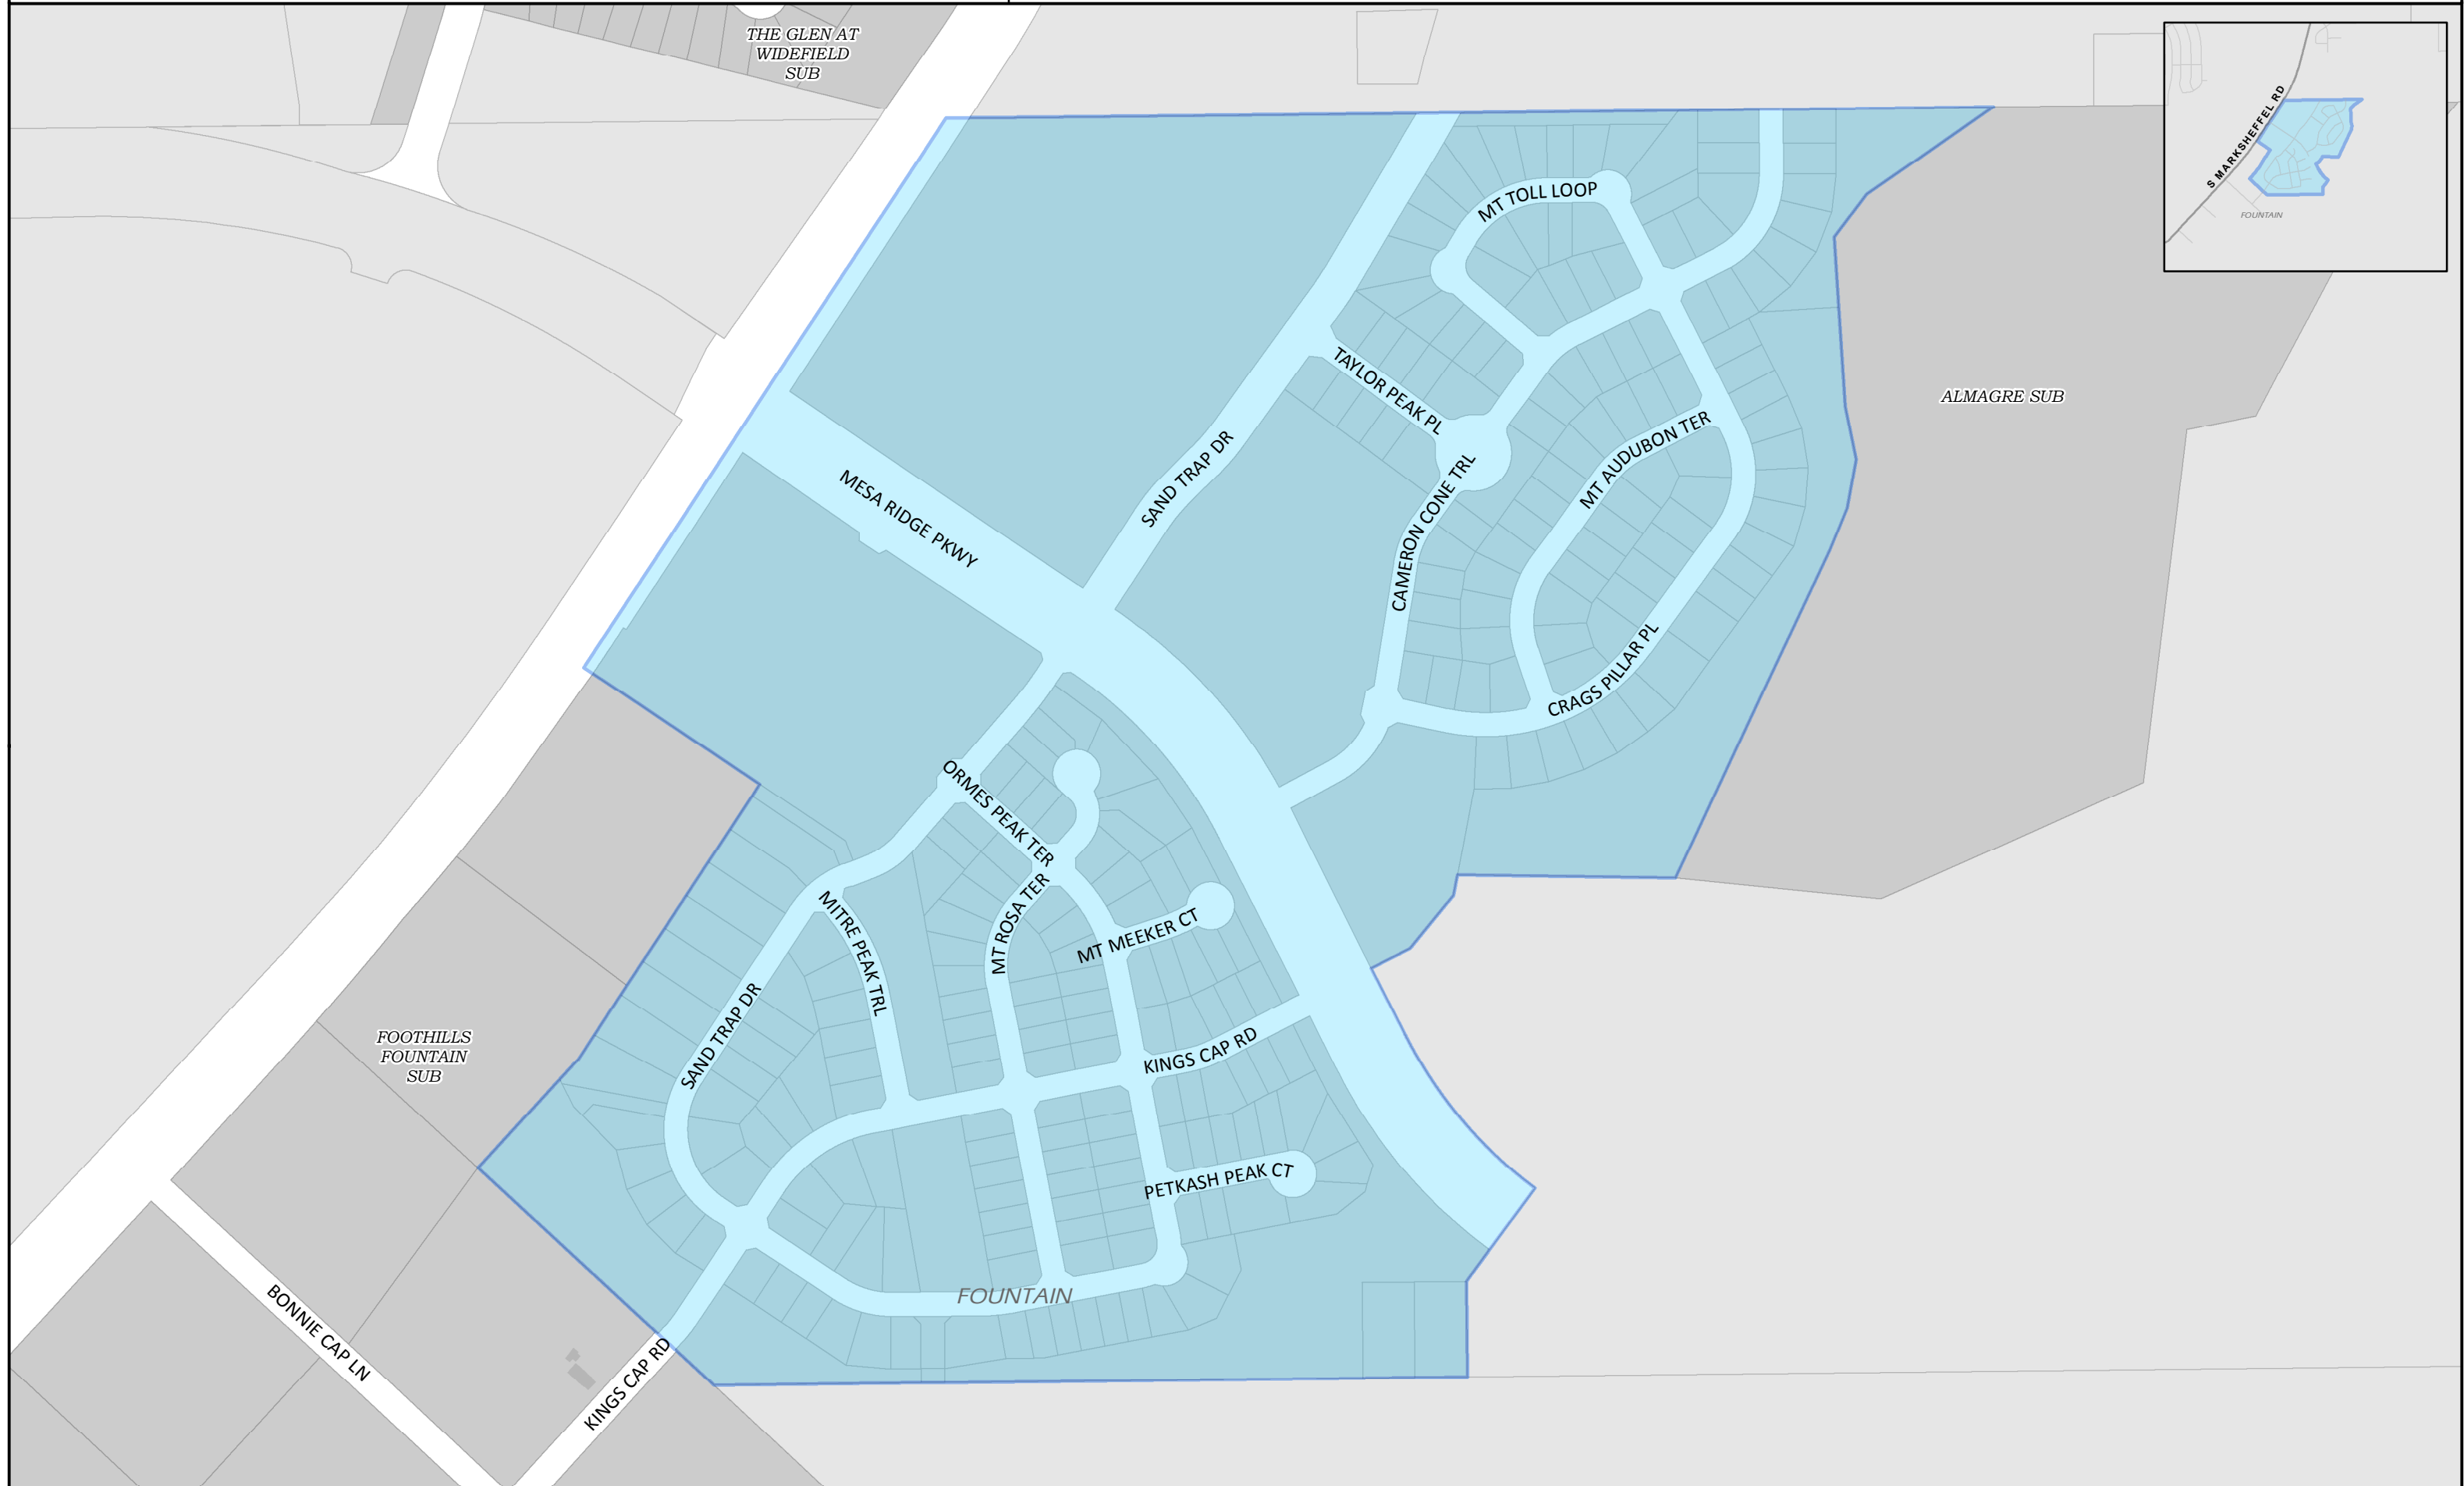 THE GLEN AT
WIDEFIELD
SUB
S MARKSHEFFEL RD
FOUNTAIN
MT TOLL LOOP
TAYLOR PEAK PL
ALMAGRE SUB
SAND TRAP DR
MT AUDUBON TER
MESA RIDGE PKWY
CAMERON CONE TRL
CRAGS PILLAR PL
ORMES PEAK TER
MITRE PEAK TRL
MT ROSA TER
MT MEEKER CT
SAND TRAP DR
KINGS CAP RD
FOOTHILLS
FOUNTAIN
SUB
PETKASH PEAK CT
FOUNTAIN
BONNIE CAP LN
KINGS CAP RD